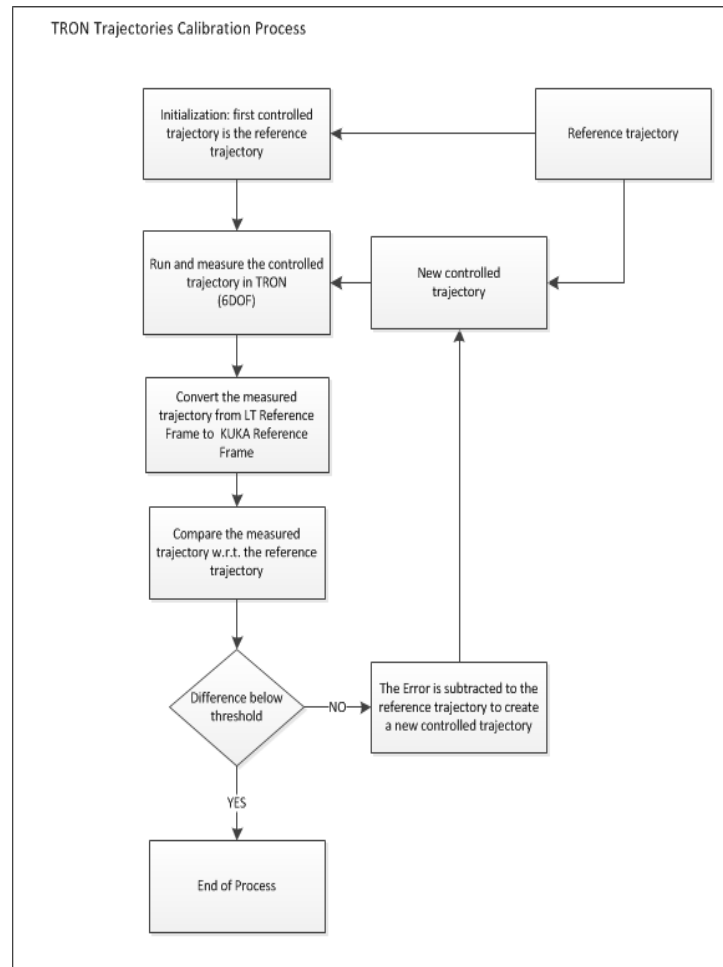 TRON Trajectories Calibration Process
Initialization: first controlled
trajectory is the reference
trajectory
Reference trajectory
Run and measure the controlled
trajectory in TRON
(6DOF)
New controlled
trajectory
Convert the measured
trajectory from LT Reference
Frame to KUKA Reference
Frame
Compare the measured
trajectory w.r.t. the reference
trajectory
Difference below
threshold
NO
The Error is subtracted to the
reference trajectory to create
a new controlled trajectory
YES
End of Process